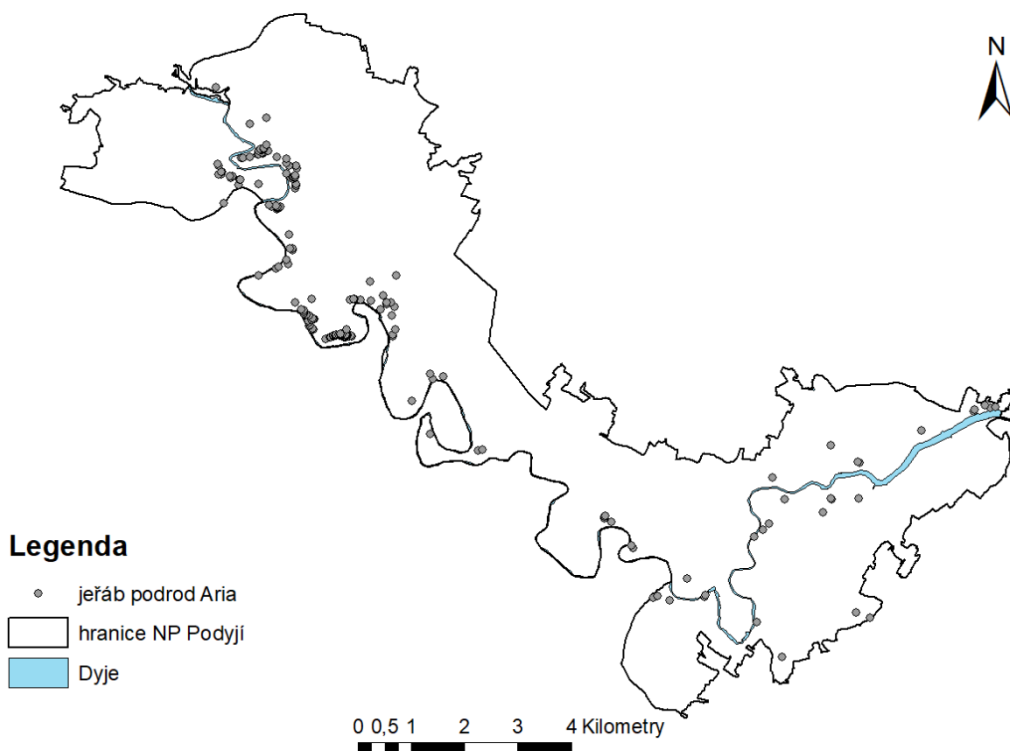 N
Legenda
jeřáb podrod Aria
hranice NP Podyjí
Dyje
0 0,5 1 2 3 4 Kilometry